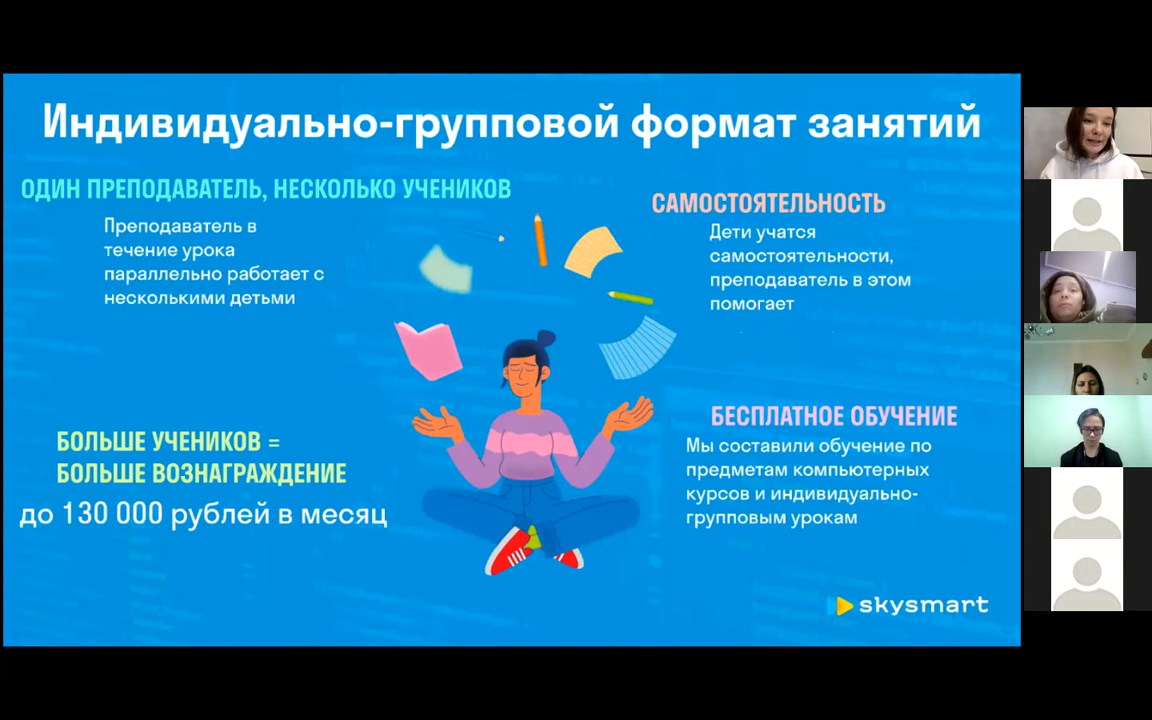 Индивидуально-групповой формат занятий
ОДИН ПРЕПОДАВАТЕЛЬ, НЕСКОЛЬКО УЧЕНИКОВ
Преподаватель в
течение урока
параллельно работает с
несколькими детьми
САМОСТОЯТЕЛЬНОСТЬ
Дети учатся
самостоятельности,
преподаватель в этом
помогает
БОЛЬШЕ УЧЕНИКОВ =
БОЛЬШЕ ВОЗНАГРАЖДЕНИЕ
до 130 000 рублей в месяц
БЕСПЛАТНОЕ ОБУЧЕНИЕ
Мы составили обучение по
предметам компьютерных
курсов и индивидуально-
групповым урокам
skysmart